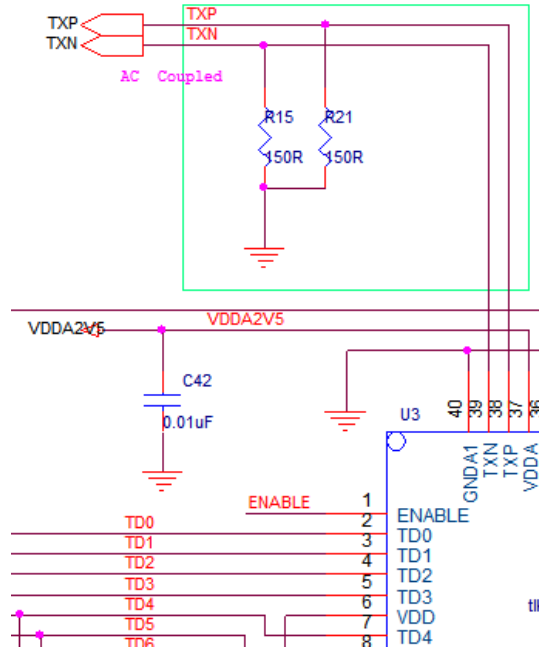 TXP TXP
TXN TXN
AC Coupled
R15 R21
150R 150R
VDDA2V5 VDDA2V5
C42
0.01uF
U3
40 39 38 37 36
GNDA1 TXN TXP VDDA
ENABLE 1 ENABLE
TD0 2 TD0
TD1 3 TD1
TD2 4 TD2
TD3 5 TD3
TD4 6 VDD
TD5 7 TD4
TD6 8